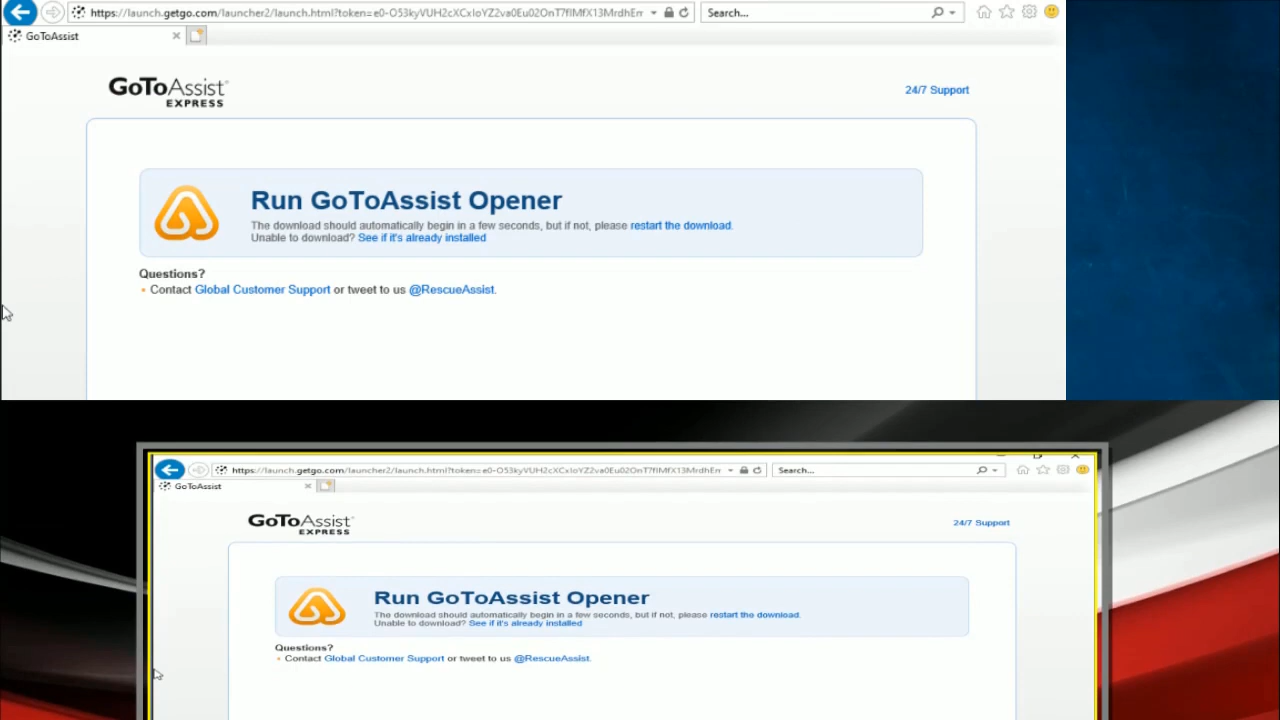 Search...
GoToAssist
GoToAssist
EXPRESS
24/7 Support
Run GoToAssist Opener
The download should automatically begin in a few seconds, but if not, please restart the download.
Unable to download? See if it's already installed
Questions?
Contact Global Customer Support or tweet to us @RescueAssist.
Search...
GoToAssist
GoToAssist
EXPRESS
24/7 Support
Run GoToAssist Opener
The download should automatically begin in a few seconds, but if not, please restart the download.
Unable to download? See if it's already installed
Questions?
Contact Global Customer Support or tweet to us @RescueAssist.